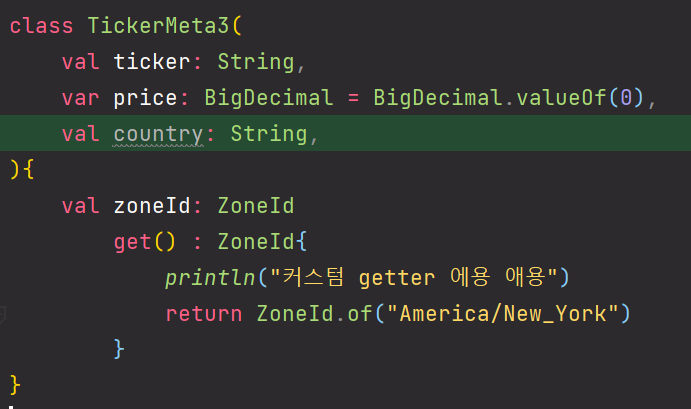 class TickerMeta3(
    val ticker: String,
    var price: BigDecimal = BigDecimal.valueOf(0),
    val country: String,
){
    val zoneId: ZoneId
        get() : ZoneId{
            println("커스텀 getter 에용 애용")
            return ZoneId.of("America/New_York")
        }
}